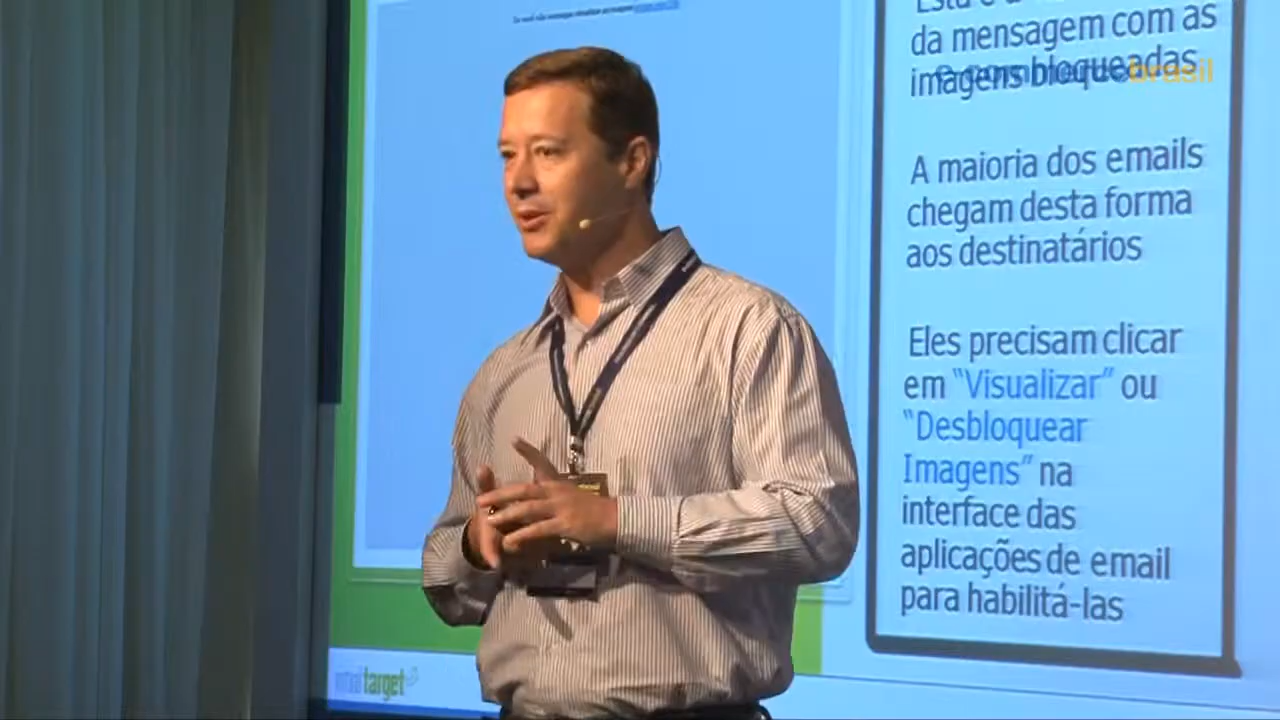 da mensagem com as
imagens bloqueadas
brasil
A maioria dos emails
chegam desta forma
aos destinatários
Eles precisam clicar
em “Visualizar” ou
“Desbloquear
Imagens” na
interface das
aplicações de email
para habilitá-las
target